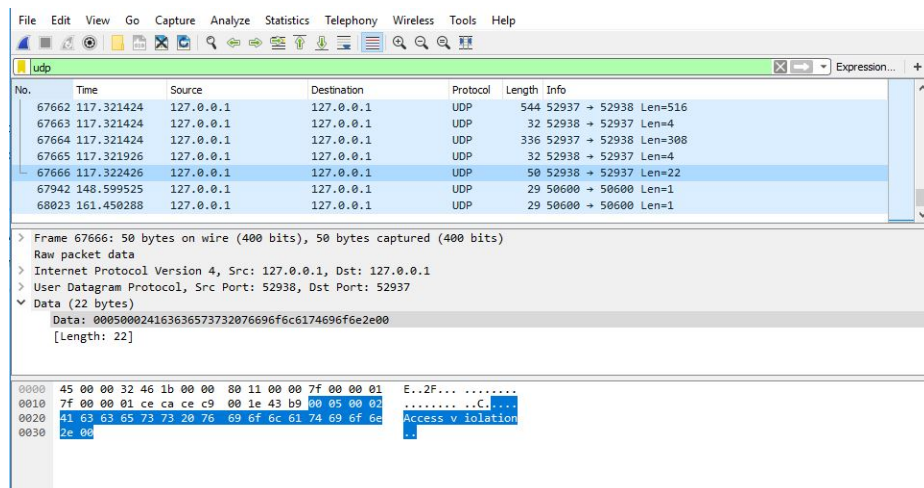 File Edit View Go Capture Analyze Statistics Telephony Wireless Tools Help
udp
Expression... +
No. Time Source Destination Protocol Length Info
67662 117.321424 127.0.0.1 127.0.0.1 UDP 544 52937 → 52938 Len=516
67663 117.321424 127.0.0.1 127.0.0.1 UDP 32 52938 → 52937 Len=4
67664 117.321424 127.0.0.1 127.0.0.1 UDP 336 52937 → 52938 Len=308
67665 117.321926 127.0.0.1 127.0.0.1 UDP 32 52938 → 52937 Len=4
67666 117.322426 127.0.0.1 127.0.0.1 UDP 50 52938 → 52937 Len=22
67942 148.599525 127.0.0.1 127.0.0.1 UDP 29 50600 → 50600 Len=1
68023 161.450288 127.0.0.1 127.0.0.1 UDP 29 50600 → 50600 Len=1
Frame 67666: 50 bytes on wire (400 bits), 50 bytes captured (400 bits)
Raw packet data
Internet Protocol Version 4, Src: 127.0.0.1, Dst: 127.0.0.1
User Datagram Protocol, Src Port: 52938, Dst Port: 52937
Data (22 bytes)
Data: 000500024163636573732076696f6c6174696f6e2e00
[Length: 22]
0000 45 00 00 32 46 1b 00 00 80 11 00 00 7f 00 00 01 E..2F... ........
0010 7f 00 00 01 ce ca ce c9 00 1e 43 b9 00 05 00 02 ........ ..C.....
0020 41 63 63 65 73 73 20 76 69 6f 6c 61 74 69 6f 6e Access v iolation
0030 2e 00 ..